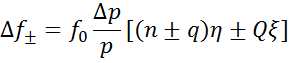 Δf± = f₀ Δp/p [(n ± q)η ± Qξ]